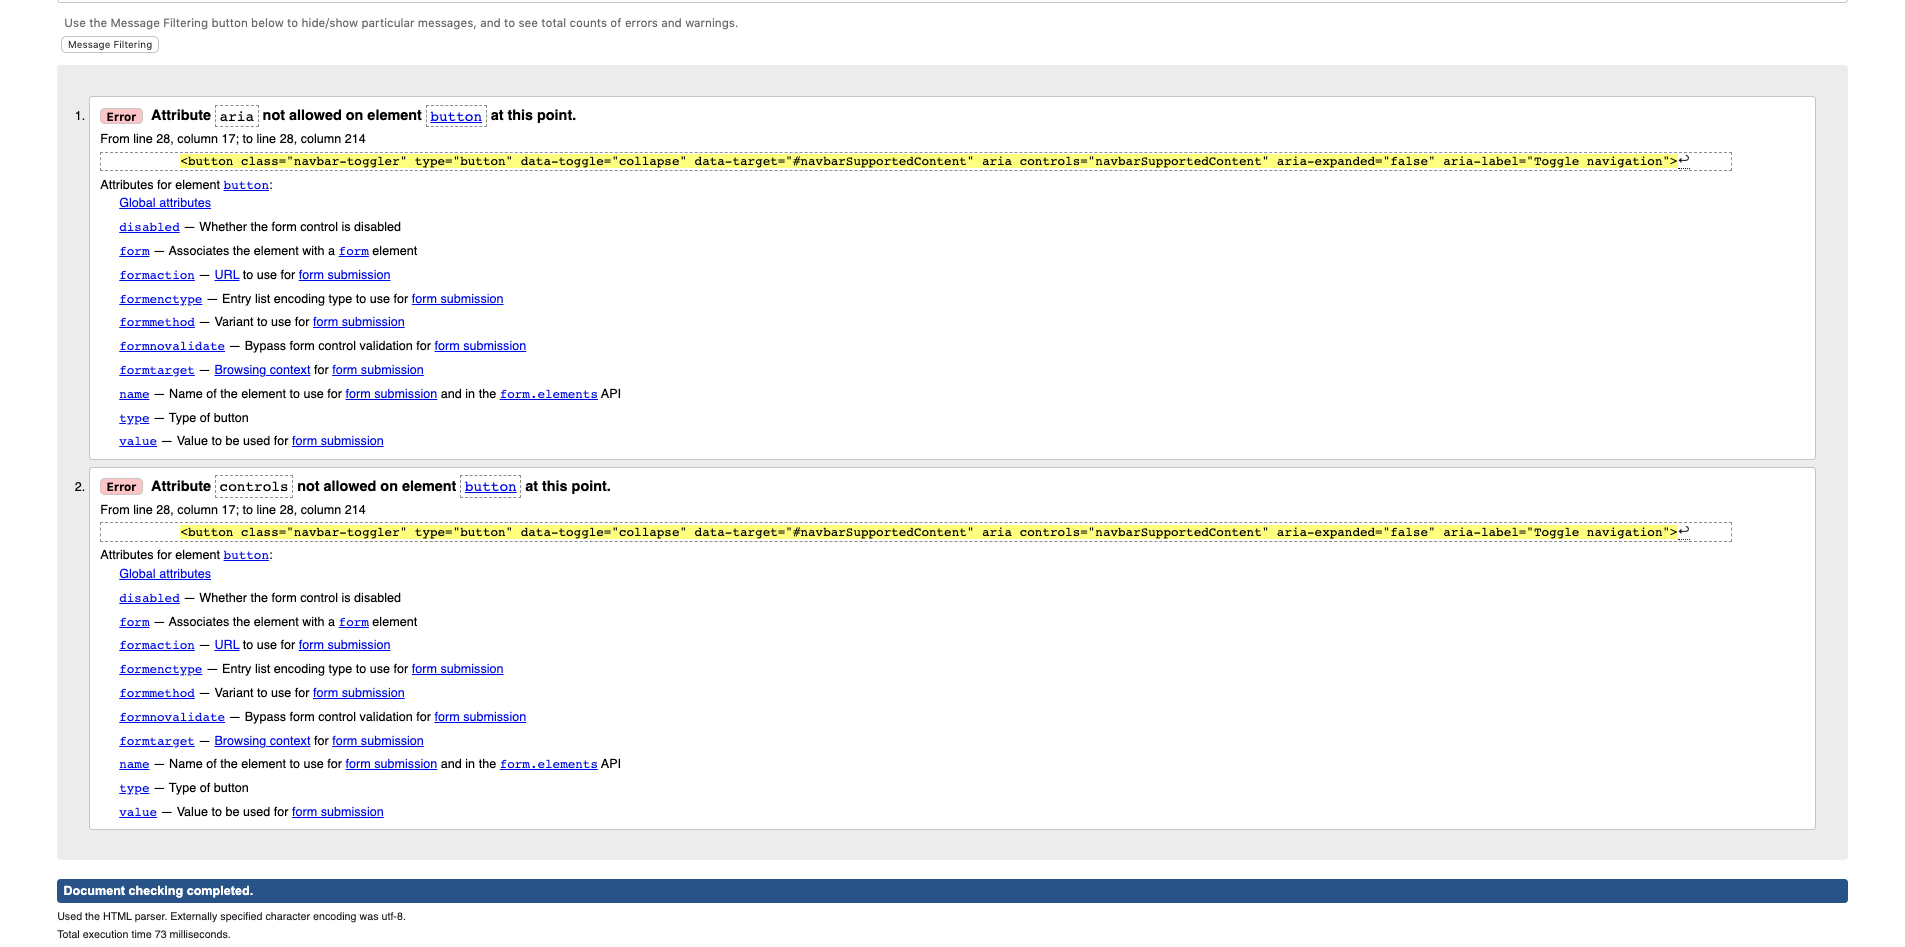 Use the Message Filtering button below to hide/show particular messages, and to see total counts of errors and warnings.
Message Filtering
1. Error Attribute aria not allowed on element button at this point.
From line 28, column 17; to line 28, column 214
<button class="navbar-toggler" type="button" data-toggle="collapse" data-target="#navbarSupportedContent" aria controls="navbarSupportedContent" aria-expanded="false" aria-label="Toggle navigation">↩
Attributes for element button:
Global attributes
disabled — Whether the form control is disabled
form — Associates the element with a form element
formaction — URL to use for form submission
formenctype — Entry list encoding type to use for form submission
formmethod — Variant to use for form submission
formnovalidate — Bypass form control validation for form submission
formtarget — Browsing context for form submission
name — Name of the element to use for form submission and in the form.elements API
type — Type of button
value — Value to be used for form submission
2. Error Attribute controls not allowed on element button at this point.
From line 28, column 17; to line 28, column 214
<button class="navbar-toggler" type="button" data-toggle="collapse" data-target="#navbarSupportedContent" aria controls="navbarSupportedContent" aria-expanded="false" aria-label="Toggle navigation">↩
Attributes for element button:
Global attributes
disabled — Whether the form control is disabled
form — Associates the element with a form element
formaction — URL to use for form submission
formenctype — Entry list encoding type to use for form submission
formmethod — Variant to use for form submission
formnovalidate — Bypass form control validation for form submission
formtarget — Browsing context for form submission
name — Name of the element to use for form submission and in the form.elements API
type — Type of button
value — Value to be used for form submission
Document checking completed.
Used the HTML parser. Externally specified character encoding was utf-8.
Total execution time 73 milliseconds.